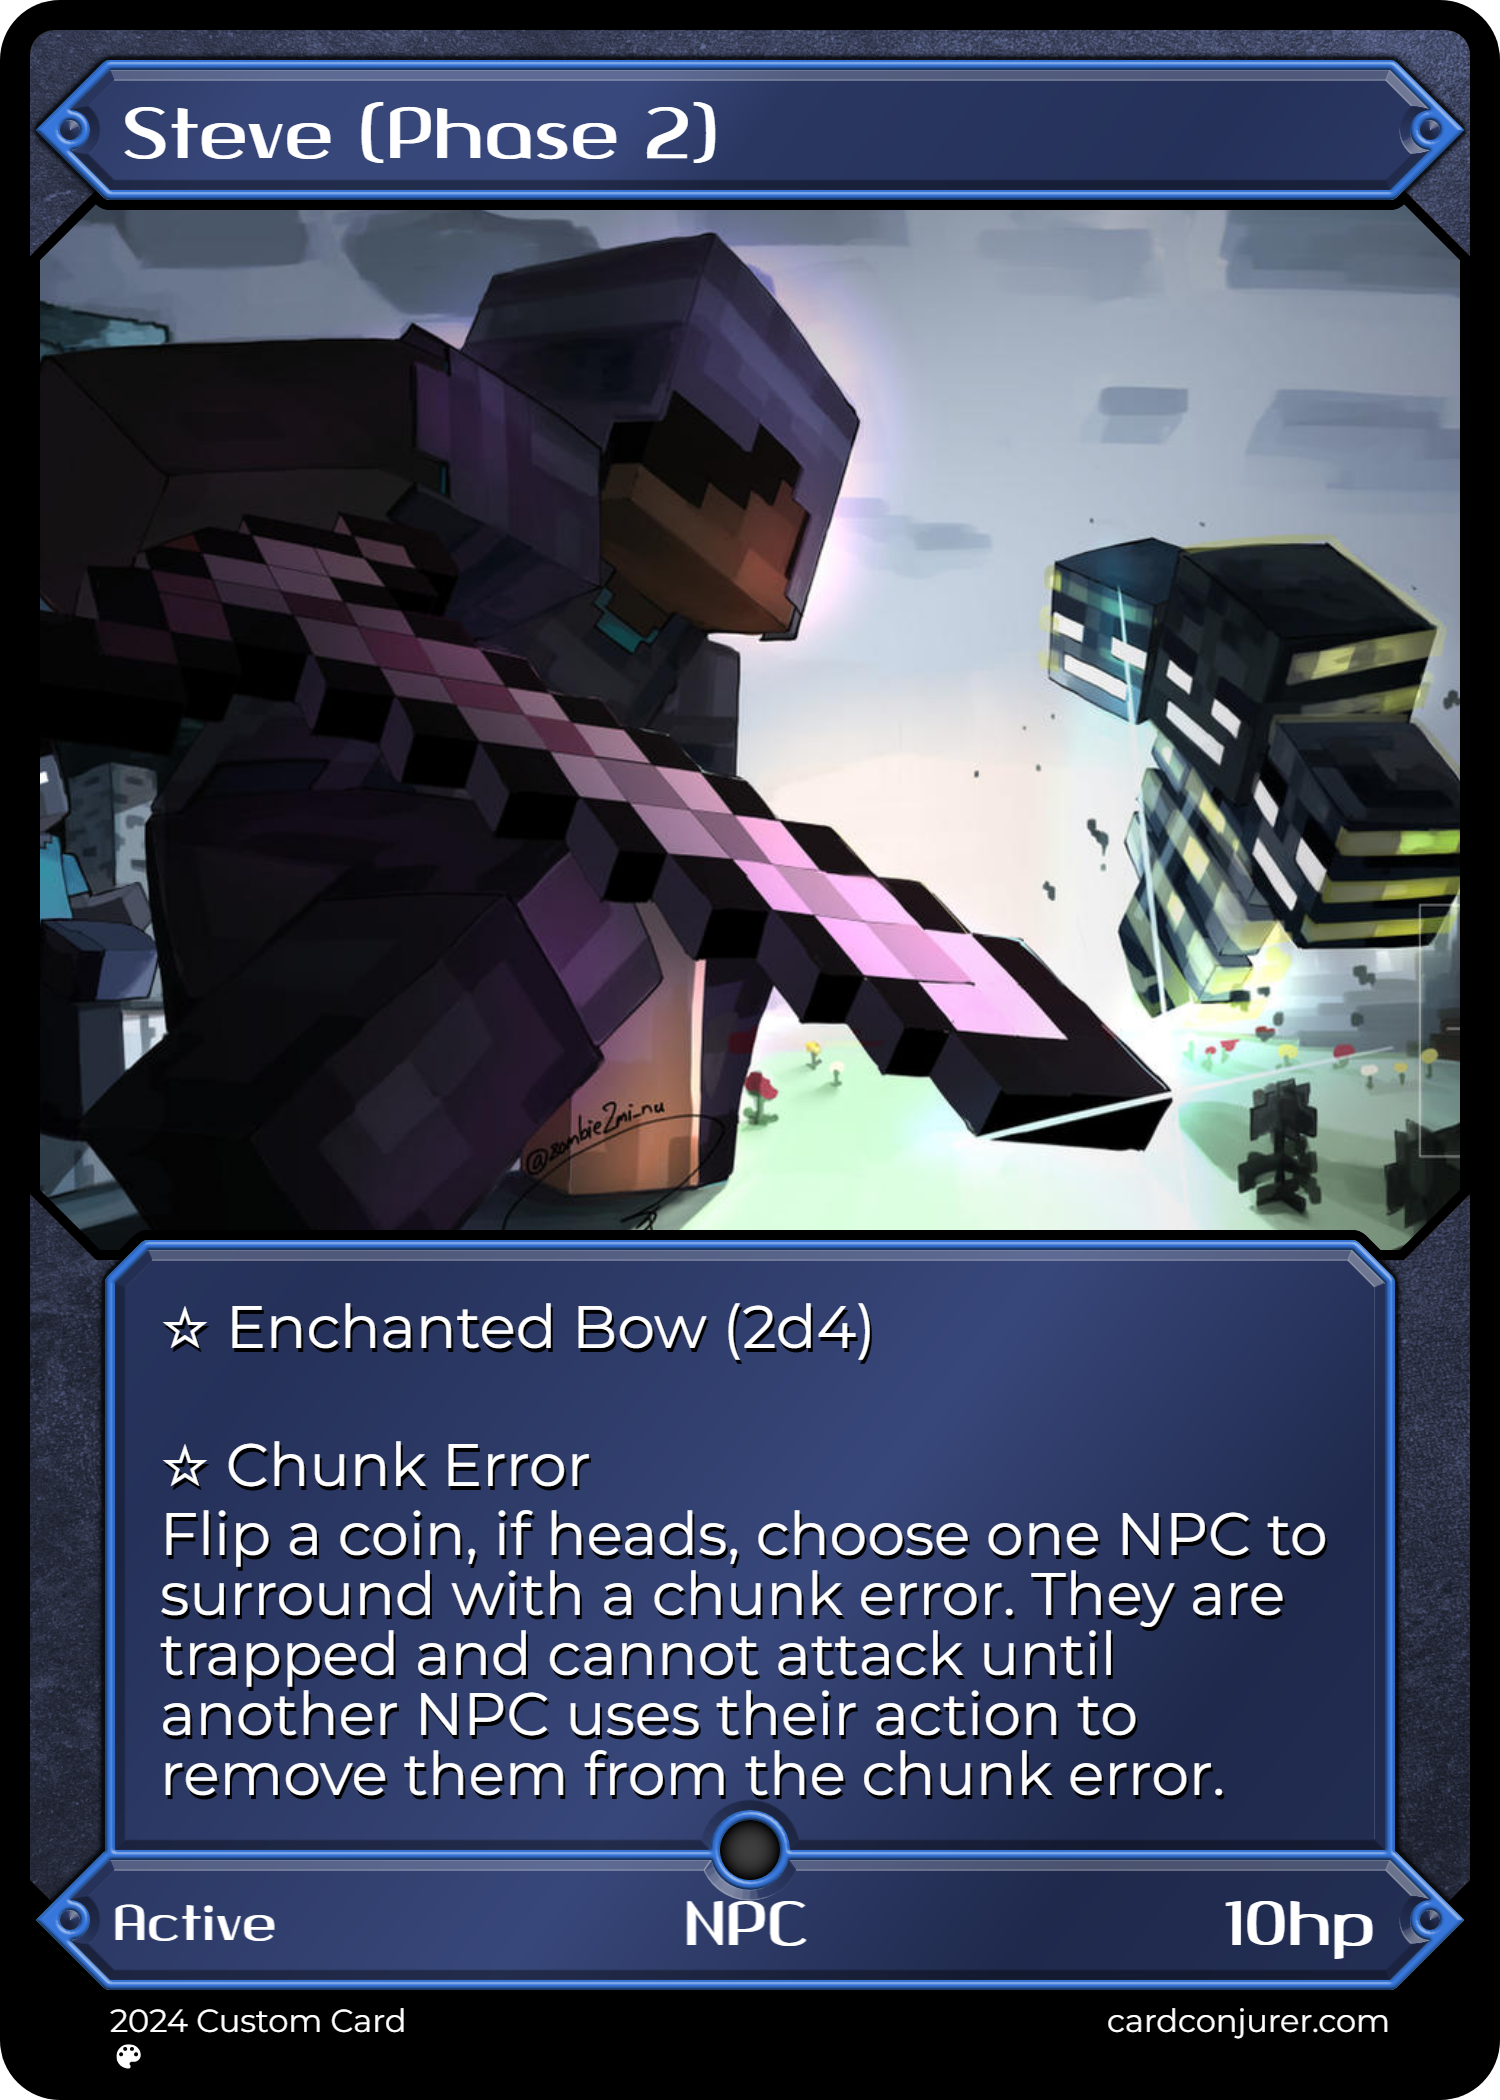 Steve (Phase 2)
@zombie2mi_nu
☆ Enchanted Bow (2d4)
☆ Chunk Error
Flip a coin, if heads, choose one NPC to
surround with a chunk error. They are
trapped and cannot attack until
another NPC uses their action to
remove them from the chunk error.
Active
NPC
10hp
2024 Custom Card
cardconjurer.com